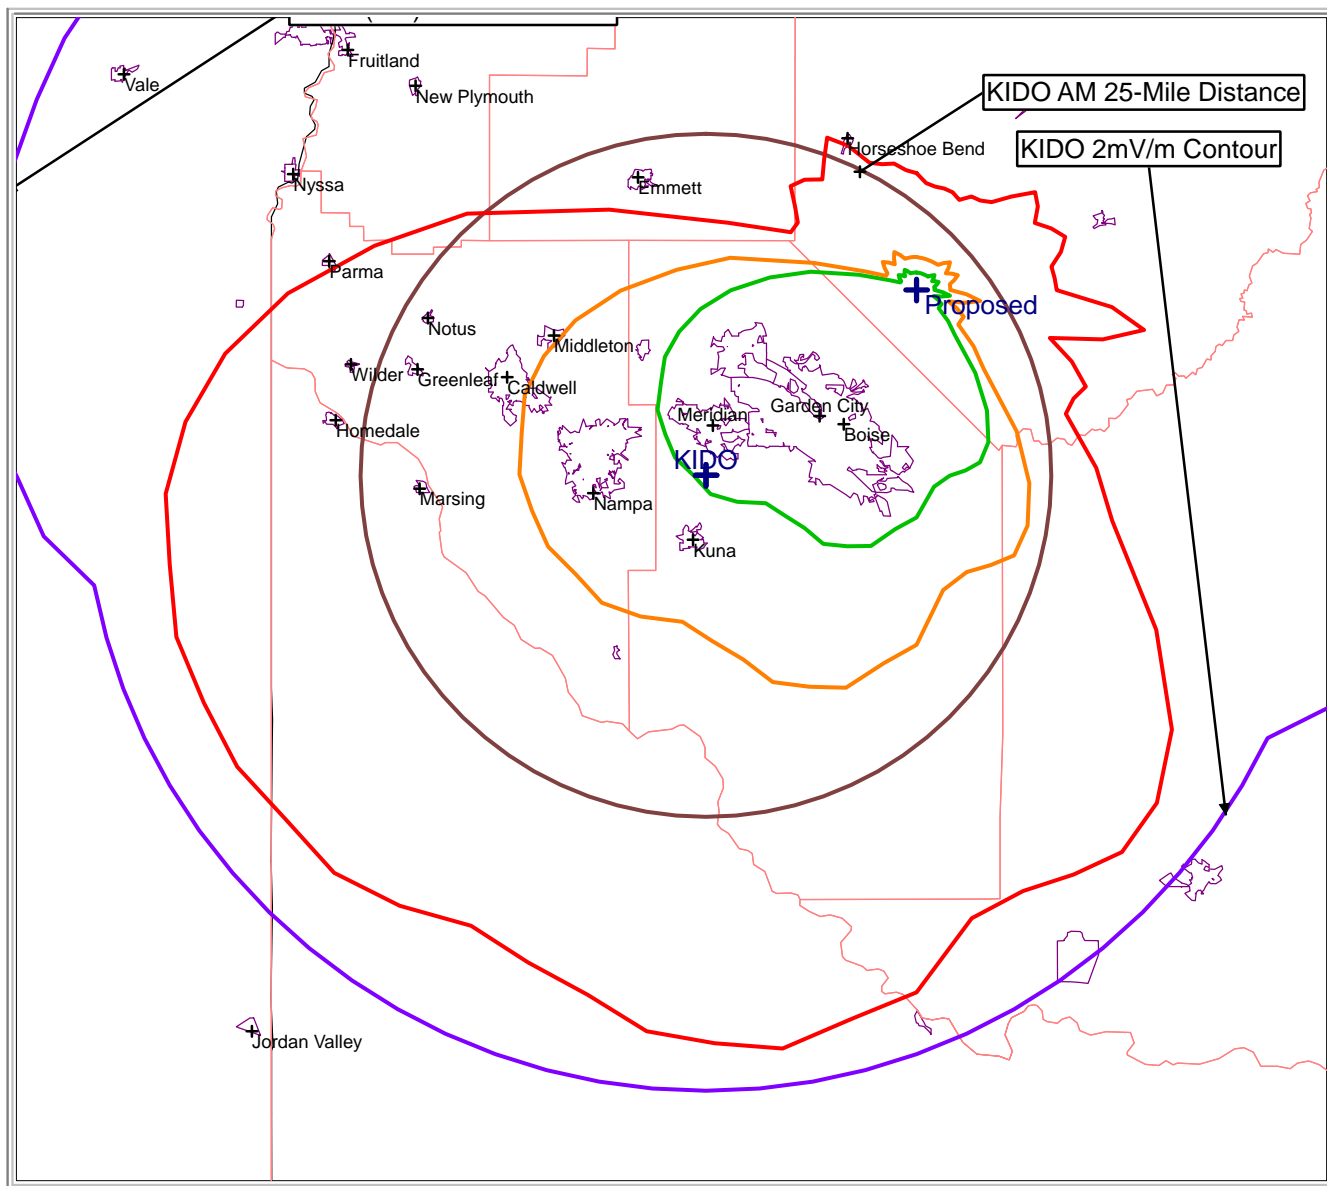 Fruitland
Vale
New Plymouth
KIDO AM 25-Mile Distance
Horseshoe Bend
KIDO 2mV/m Contour
Nyssa
Emmett
Parma
Proposed
Notus
Middleton
Wilder
Greenleaf
Caldwell
Garden City
Meridian
Homedale
Boise
KIDO
Marsing
Nampa
Kuna
Jordan Valley